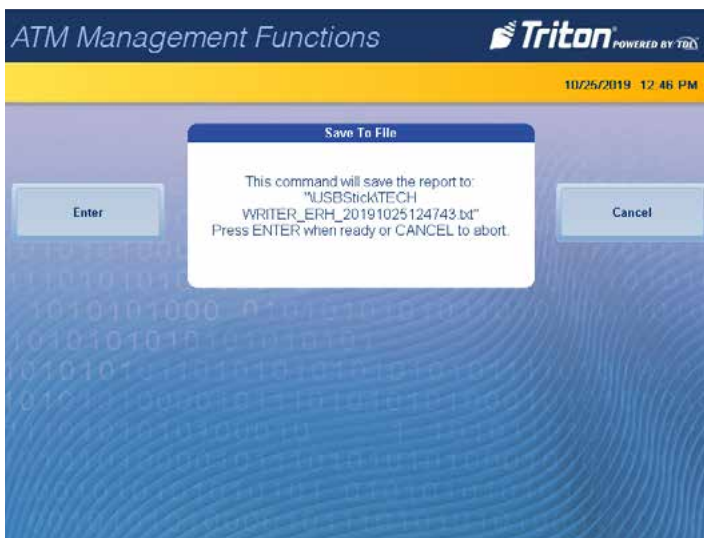 ATM Management Functions
Triton POWERED BY TDL
10/25/2019 12:46 PM
Save To File
This command will save the report to:
"\USBStick\TECH
WRITER_ERH_20191025124743.txt"
Press ENTER when ready or CANCEL to abort.
Enter
Cancel